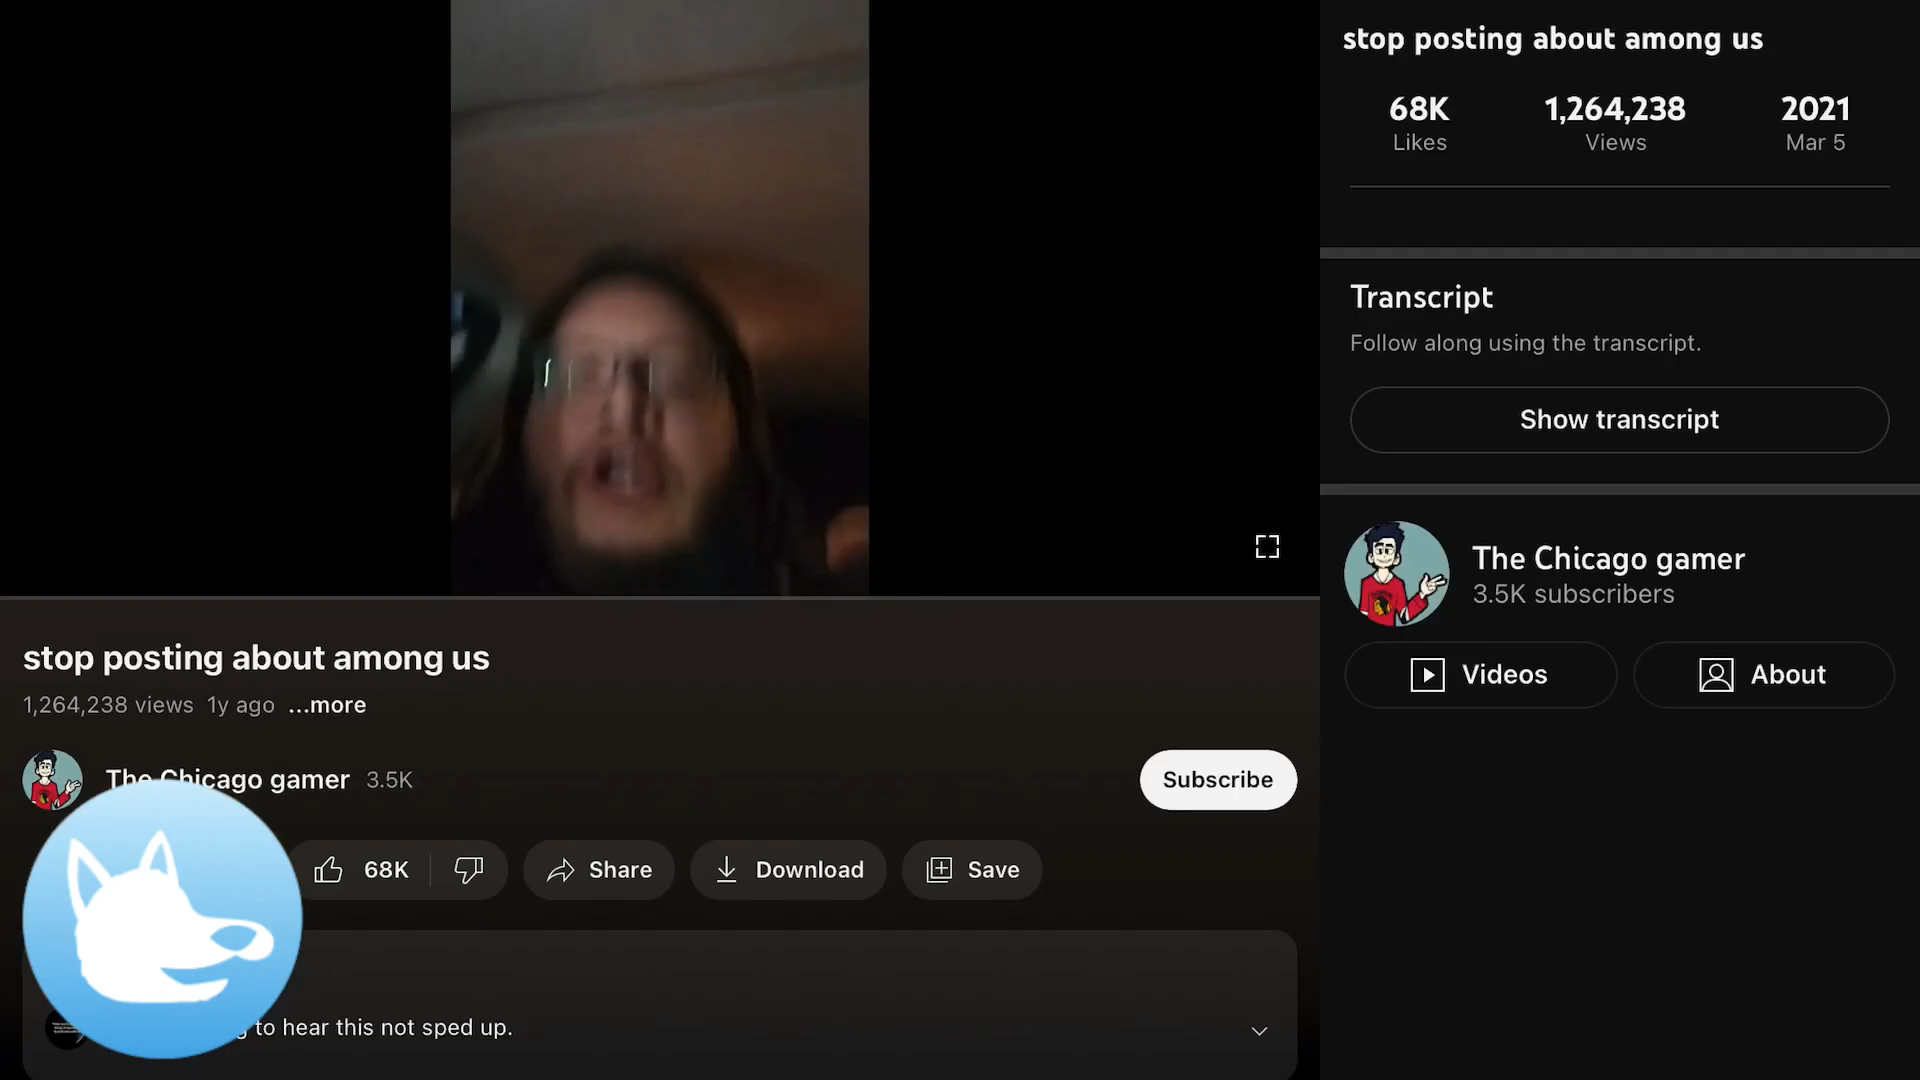 stop posting about among us
68K
1,264,238
2021
Likes
Views
Mar 5
Transcript
Follow along using the transcript.
Show transcript
The Chicago gamer
3.5K subscribers
Videos
About
stop posting about among us
1,264,238 views 1y ago ...more
The Chicago gamer 3.5K
Subscribe
68K
Share
Download
Save
to hear this not sped up.